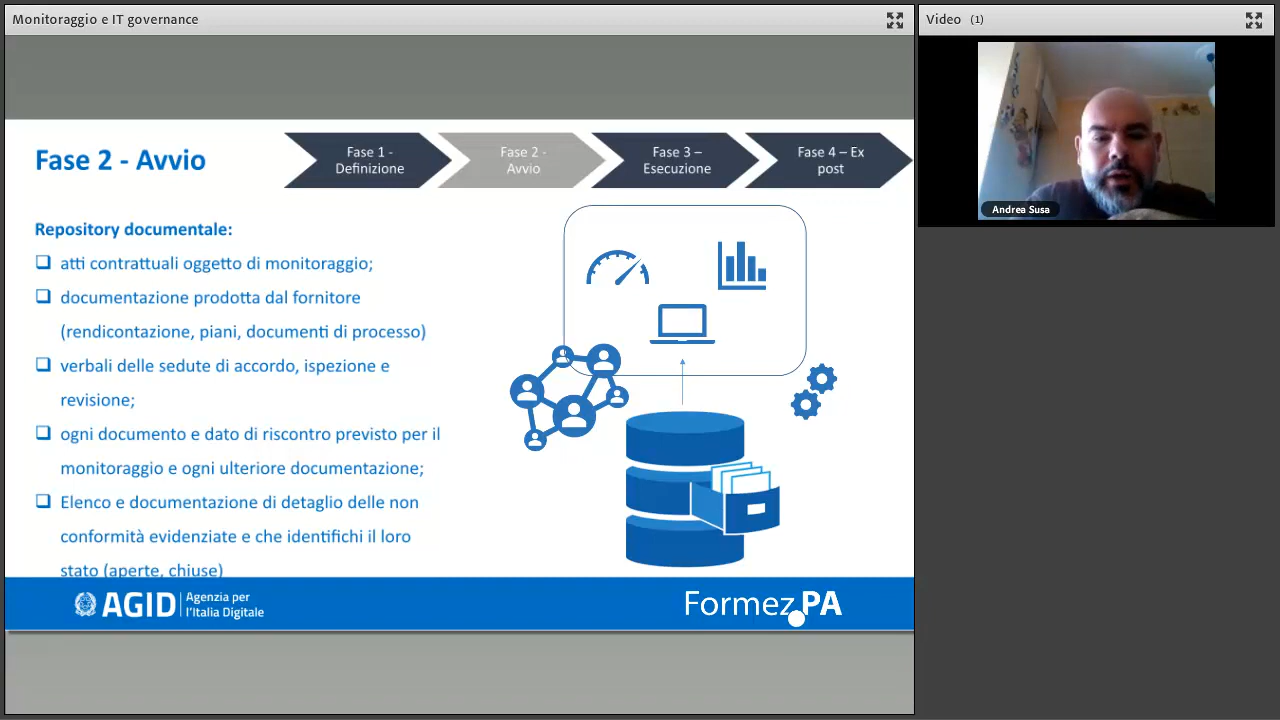 Monitoraggio e IT governance
Video (1)
Andrea Susa
Fase 2 - Avvio
Fase 1 -
Definizione
Fase 2 -
Avvio
Fase 3 –
Esecuzione
Fase 4 – Ex
post
Repository documentale:
atti contrattuali oggetto di monitoraggio;
documentazione prodotta dal fornitore
(rendicontazione, piani, documenti di processo)
verbali delle sedute di accordo, ispezione e
revisione;
ogni documento e dato di riscontro previsto per il
monitoraggio e ogni ulteriore documentazione;
Elenco e documentazione di dettaglio delle non
conformità evidenziate e che identifichi il loro
stato (aperte, chiuse)
AGID
Agenzia per
l'Italia Digitale
Formez PA